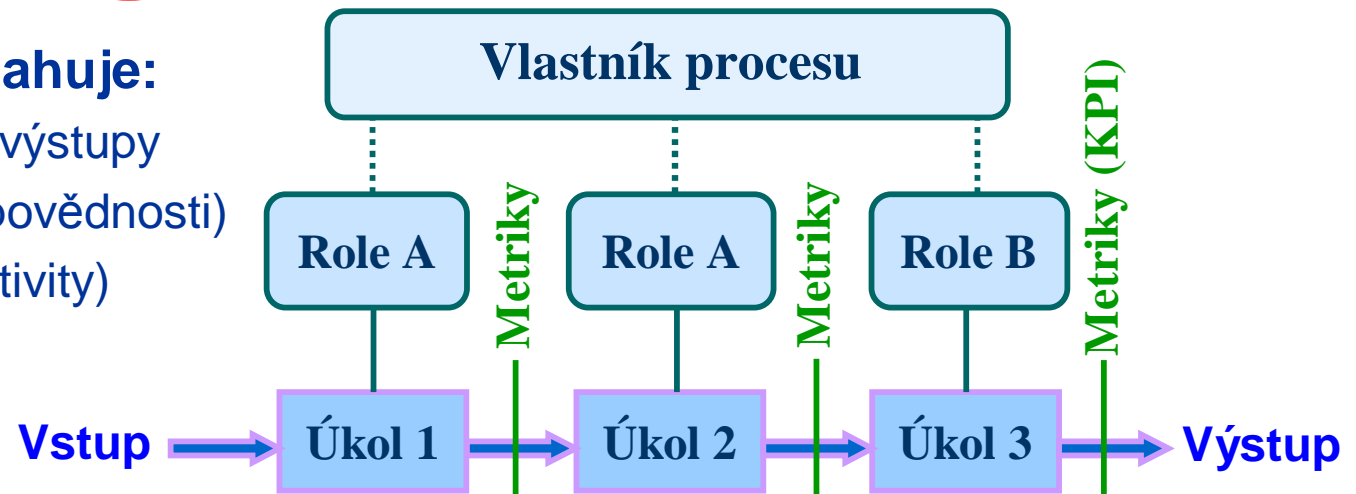 ahuje:
výstupy
povědnosti)
tivity)
Vlastník procesu
Role A
Metriky
Role A
Metriky
Role B
Metriky (KPI)
Vstup
Úkol 1
Úkol 2
Úkol 3
Výstup